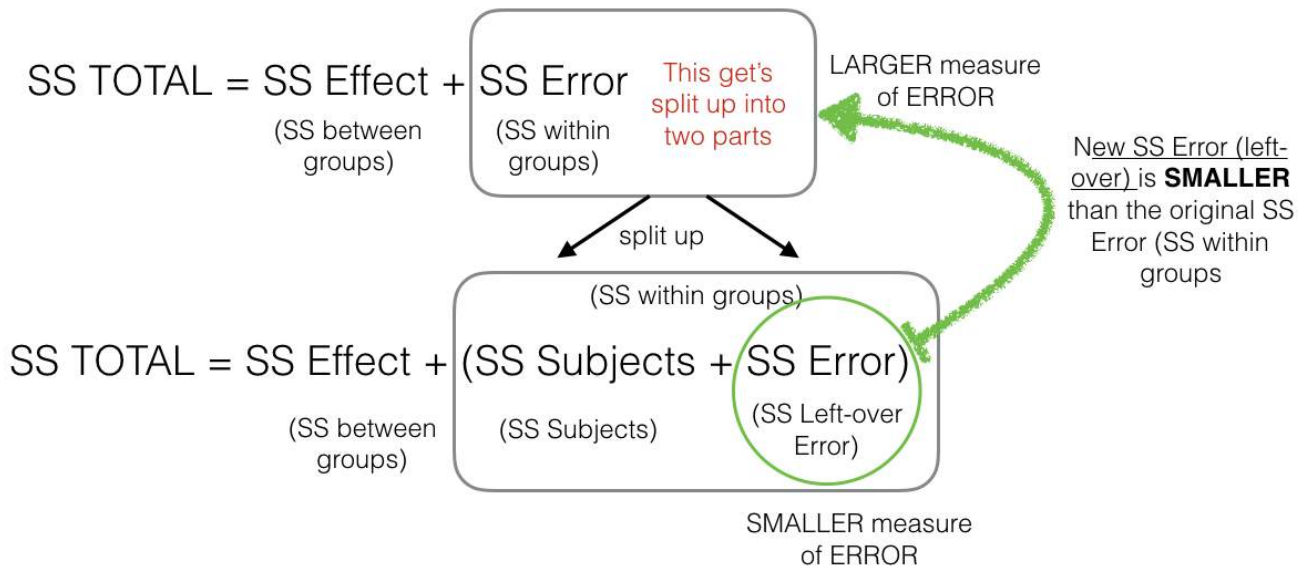 SS TOTAL = SS Effect + SS Error
(SS between
groups)
(SS within
groups)
This get's
split up into
two parts
LARGER measure
of ERROR
New SS Error (left-
over) is SMALLER
than the original SS
Error (SS within
groups
split up
(SS within groups)
SS TOTAL = SS Effect + (SS Subjects + SS Error)
(SS between
groups)
(SS Subjects)
(SS Left-over
Error)
SMALLER measure
of ERROR